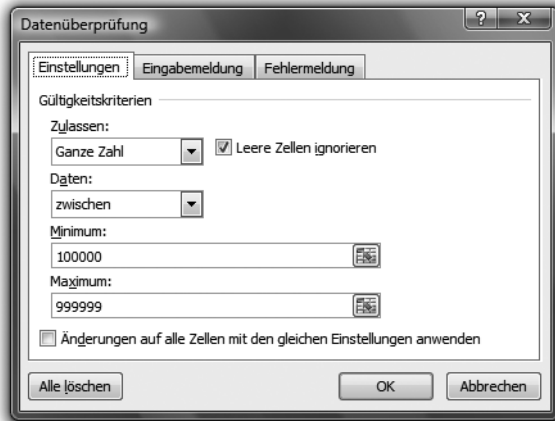 Datenüberprüfung
Einstellungen Eingabemeldung Fehlermeldung
Gültigkeitskriterien
Zulassen:
Ganze Zahl Leere Zellen ignorieren
Daten:
zwischen
Minimum:
100000
Maximum:
999999
Änderungen auf alle Zellen mit den gleichen Einstellungen anwenden
Alle löschen OK Abbrechen